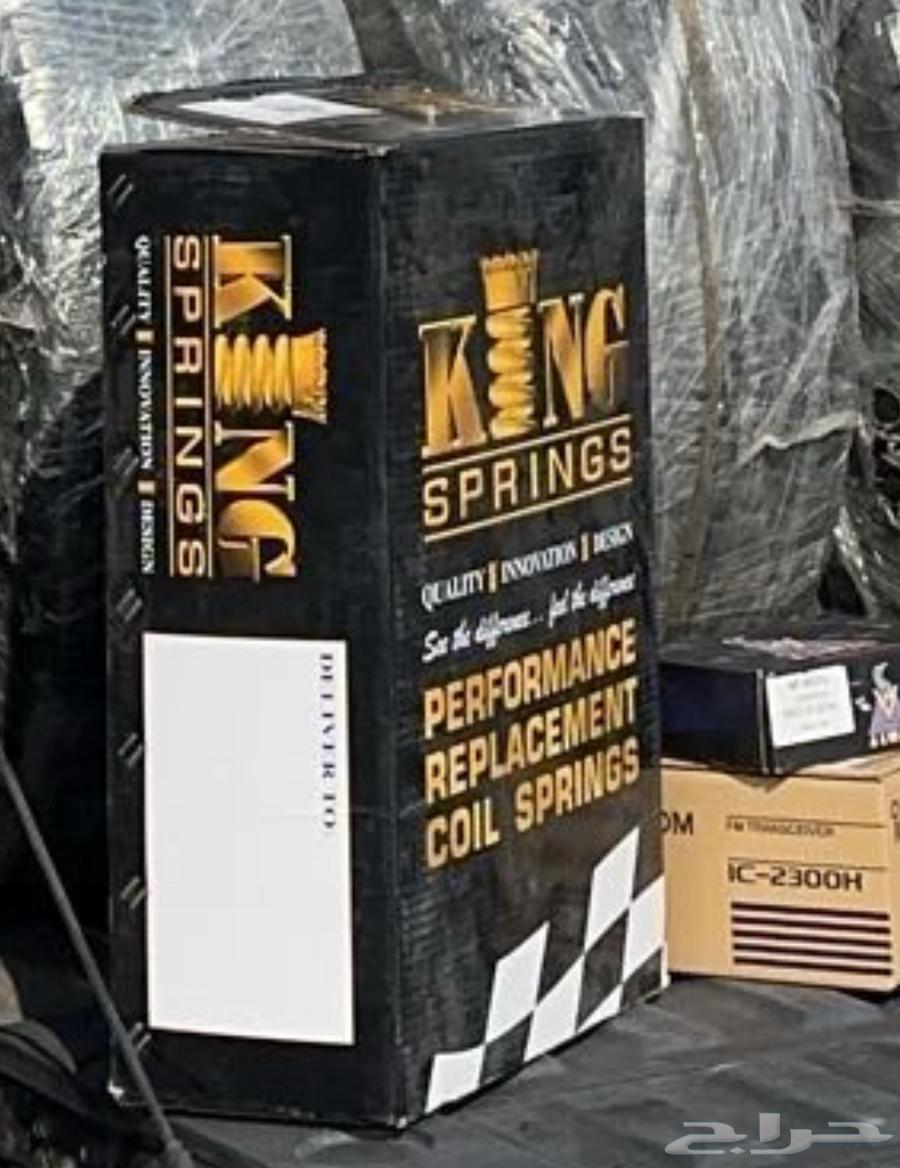 KING
SPRINGS
QUALITY INNOVATION DESIGN
DELIVER TO
KING
SPRINGS
QUALITY INNOVATION DESIGN
See the difference... feel the difference
PERFORMANCE
REPLACEMENT
COIL SPRINGS
OM
FM TRANSCEIVER
IC-2300H
حراج